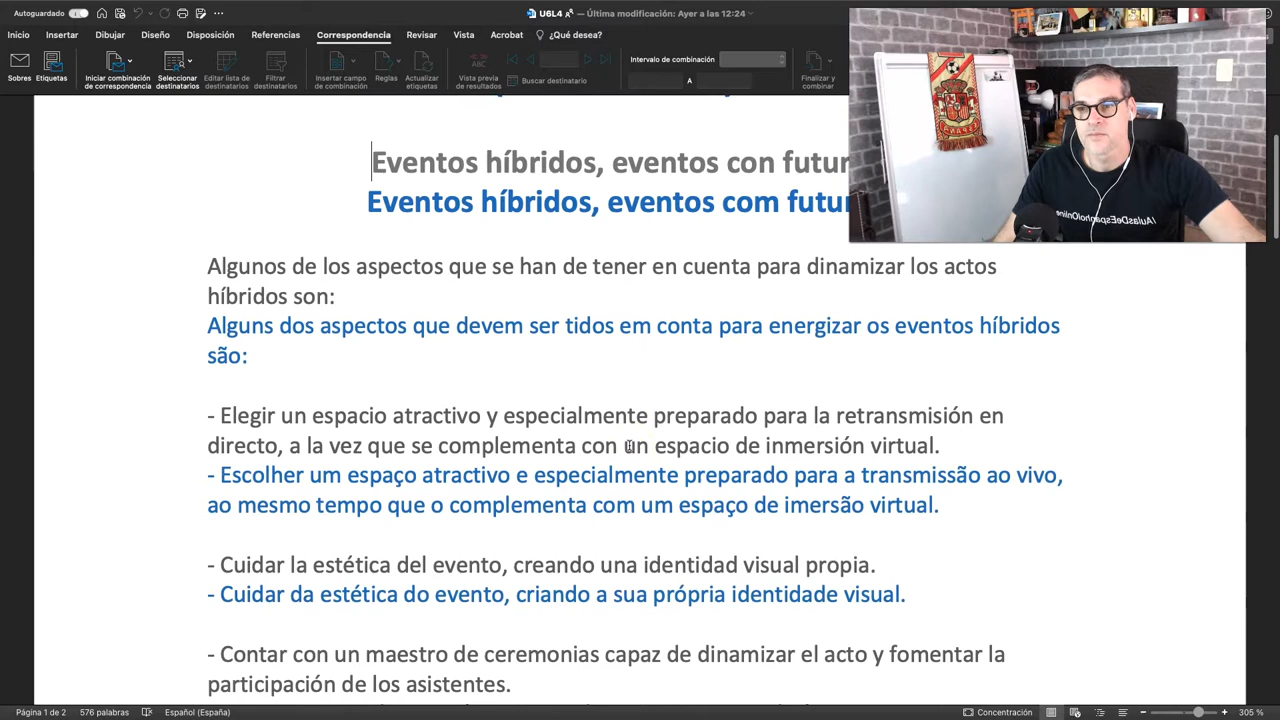 Autoguardado
U6L4 — Última modificación: Ayer a las 12:24
Inicio Insertar Dibujar Diseño Disposición Referencias Correspondencia Revisar Vista Acrobat ¿Qué desea?
Sobres Etiquetas Iniciar combinación de correspondencia Seleccionar destinatarios Editar lista de destinatarios Filtrar destinatarios Insertar campo de combinación Reglas Actualizar etiquetas ABC Vista previa de resultados Buscar destinatario Intervalo de combinación A Finalizar y combinar
Eventos híbridos, eventos con futur
Eventos híbridos, eventos com futur
Algunos de los aspectos que se han de tener en cuenta para dinamizar los actos
híbridos son:
Alguns dos aspectos que devem ser tidos em conta para energizar os eventos híbridos
são:
- Elegir un espacio atractivo y especialmente preparado para la retransmisión en
directo, a la vez que se complementa con un espacio de inmersión virtual.
- Escolher um espaço atractivo e especialmente preparado para a transmissão ao vivo,
ao mesmo tempo que o complementa com um espaço de imersão virtual.
- Cuidar la estética del evento, creando una identidad visual propia.
- Cuidar da estética do evento, criando a sua própria identidade visual.
- Contar con un maestro de ceremonias capaz de dinamizar el acto y fomentar la
participación de los asistentes.
ESPAÑA
#AulasDeEspanholOnline
Página 1 de 2 576 palabras Español (España) Concentración 305 %